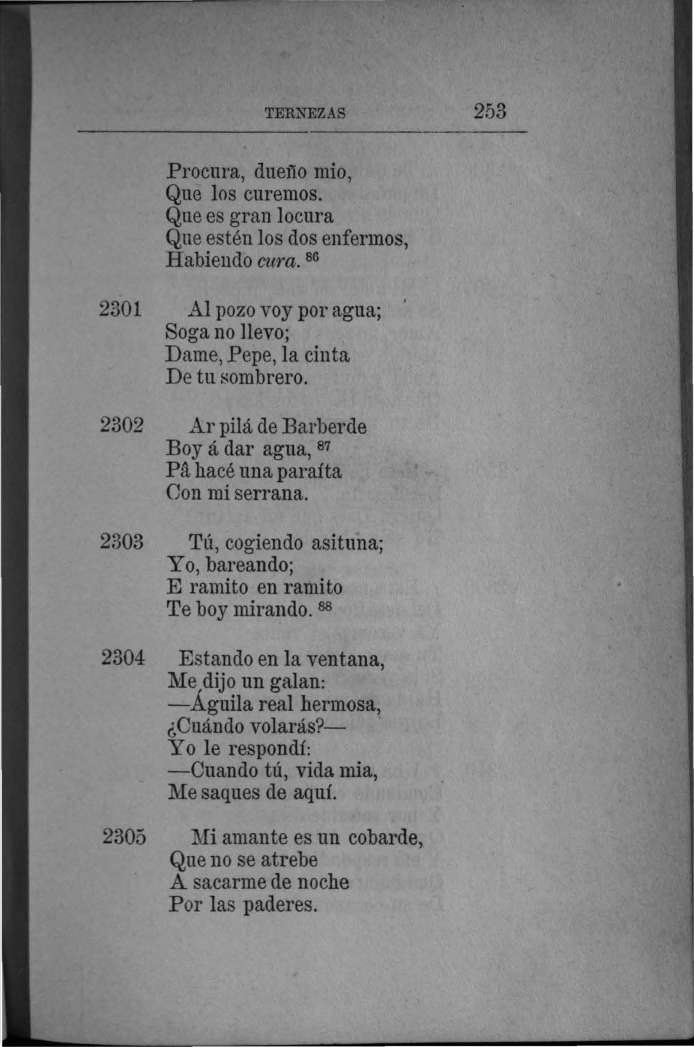 TERNEZAS 253
Procura, dueño mio,
Que los curemos.
Que es gran locura
Que estén los dos enfermos,
Habiendo cura. 86
2301 Al pozo voy por agua;
Soga no llevo;
Dame, Pepe, la cinta
De tu sombrero.
2302 Ar pilá de Barberde
Boy á dar agua, 87
Pâ hacé una paraíta
Con mi serrana.
2303 Tú, cogiendo asituna;
Yo, bareando;
E ramito en ramito
Te boy mirando. 88
2304 Estando en la ventana,
Me dijo un galan:
—Águila real hermosa,
¿Cuándo volarás?—
Yo le respondí:
—Cuando tú, vida mia,
Me saques de aquí.
2305 Mi amante es un cobarde,
Que no se atrebe
A sacarme de noche
Por las paderes.